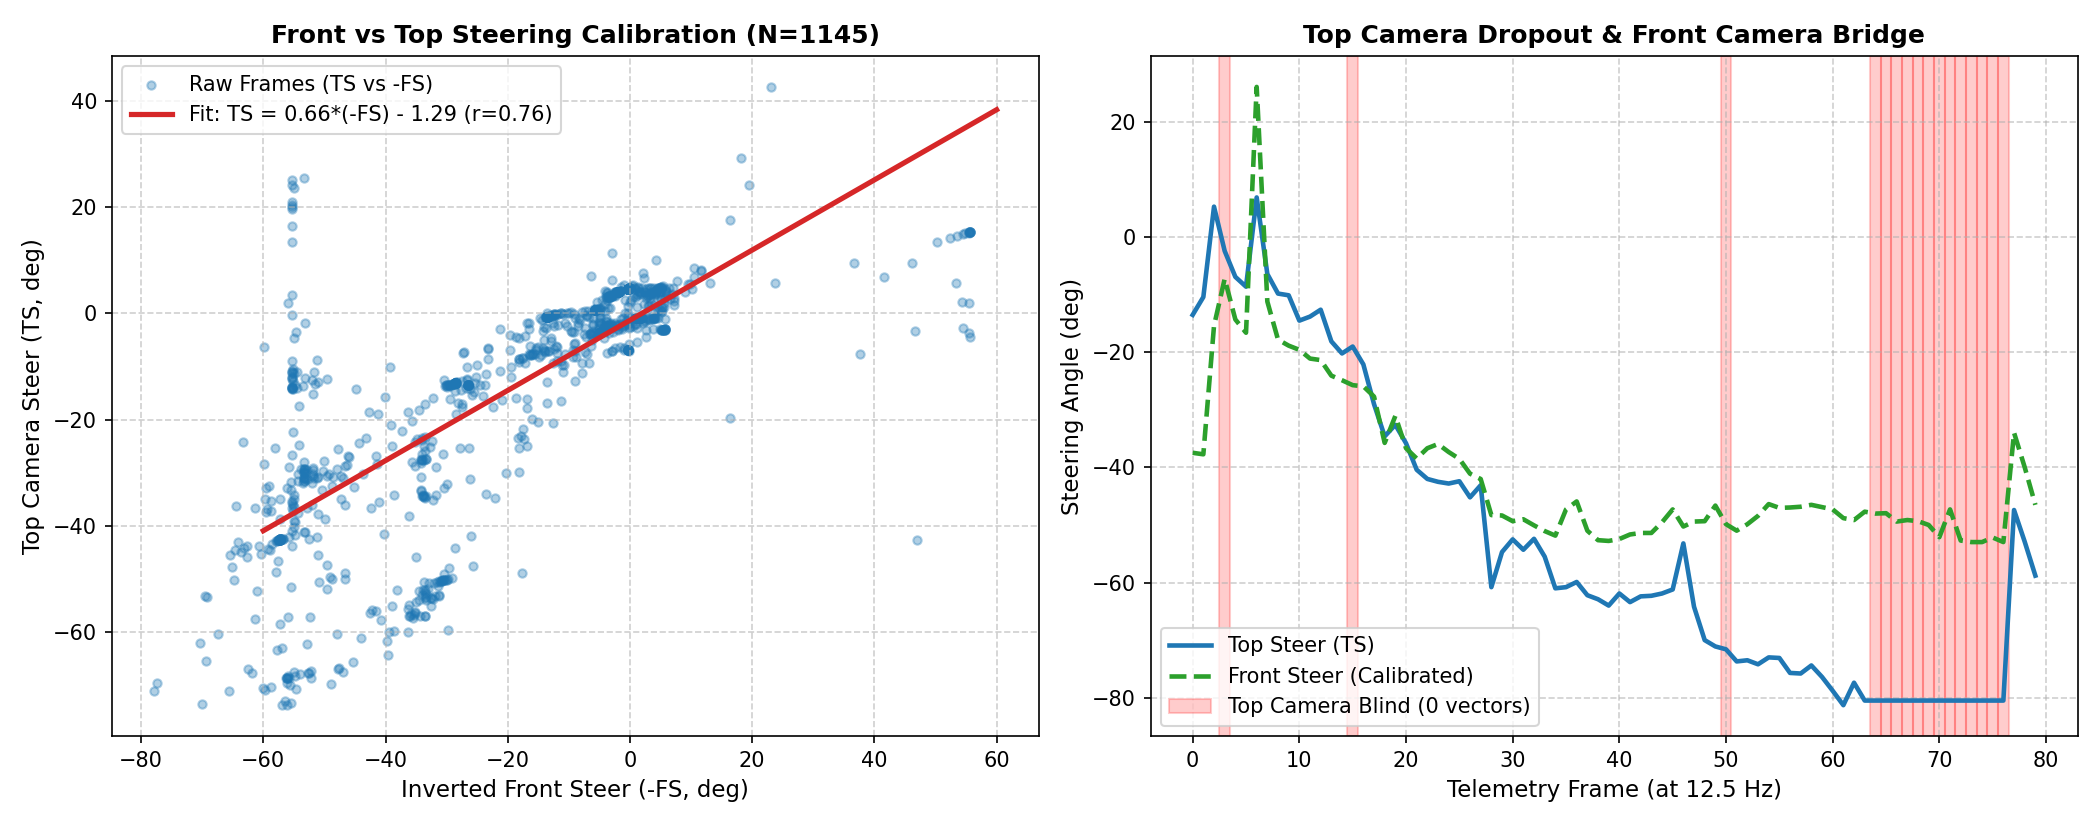 Front vs Top Steering Calibration (N=1145)
Raw Frames (TS vs -FS)
Fit: TS = 0.66*(-FS) - 1.29 (r=0.76)
Top Camera Steer (TS, deg)
40
20
0
−20
−40
−60
−80
−60
−40
−20
0
20
40
60
Inverted Front Steer (-FS, deg)
Top Camera Dropout & Front Camera Bridge
Steering Angle (deg)
20
0
−20
−40
−60
−80
Top Steer (TS)
Front Steer (Calibrated)
Top Camera Blind (0 vectors)
0
10
20
30
40
50
60
70
80
Telemetry Frame (at 12.5 Hz)